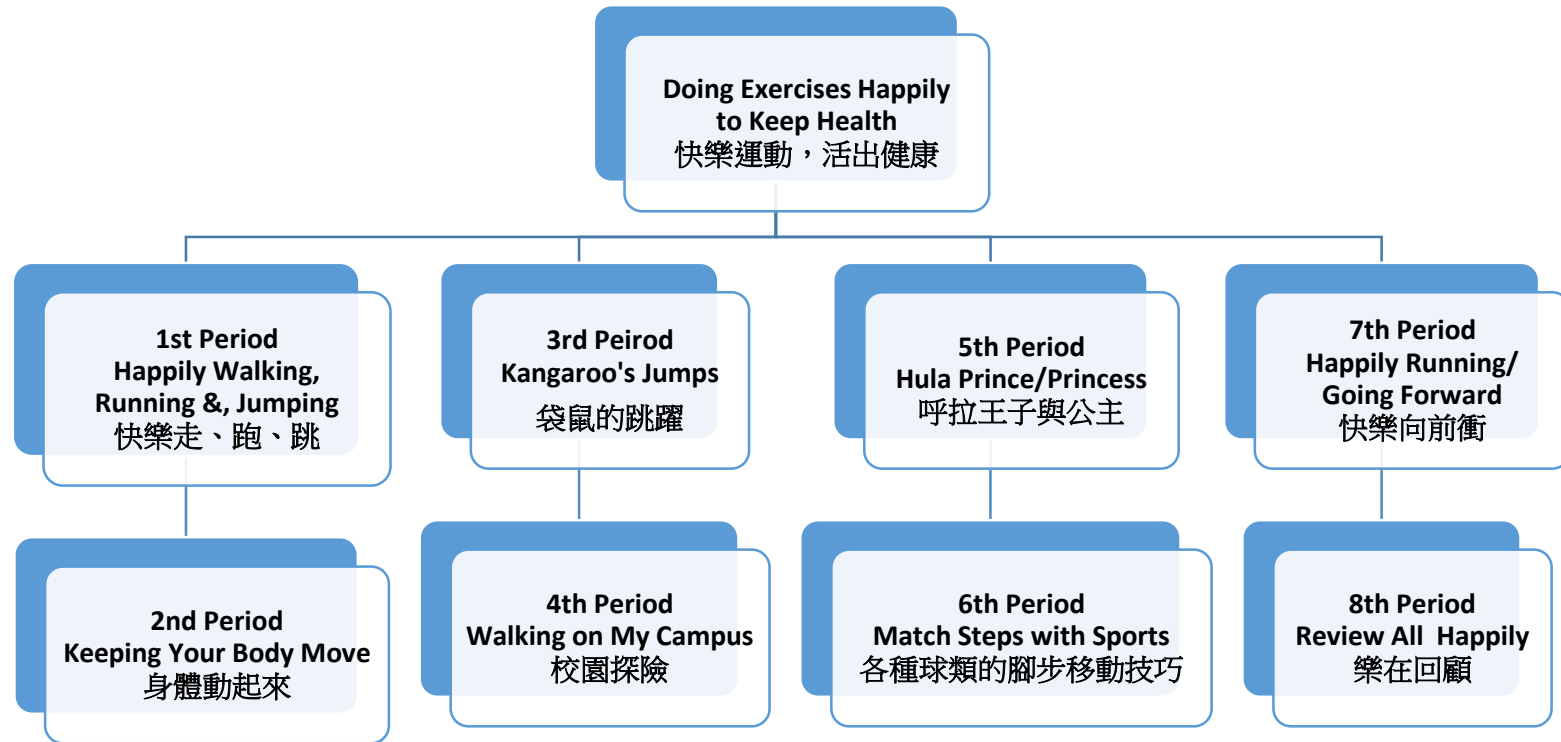 Doing Exercises Happily
to Keep Health
快樂運動，活出健康
1st Period
Happily Walking,
Running &, Jumping
快樂走、跑、跳
2nd Period
Keeping Your Body Move
身體動起來
3rd Peirod
Kangaroo's Jumps
袋鼠的跳躍
4th Period
Walking on My Campus
校園探險
5th Period
Hula Prince/Princess
呼拉王子與公主
6th Period
Match Steps with Sports
各種球類的腳步移動技巧
7th Period
Happily Running/
Going Forward
快樂向前衝
8th Period
Review All  Happily
樂在回顧